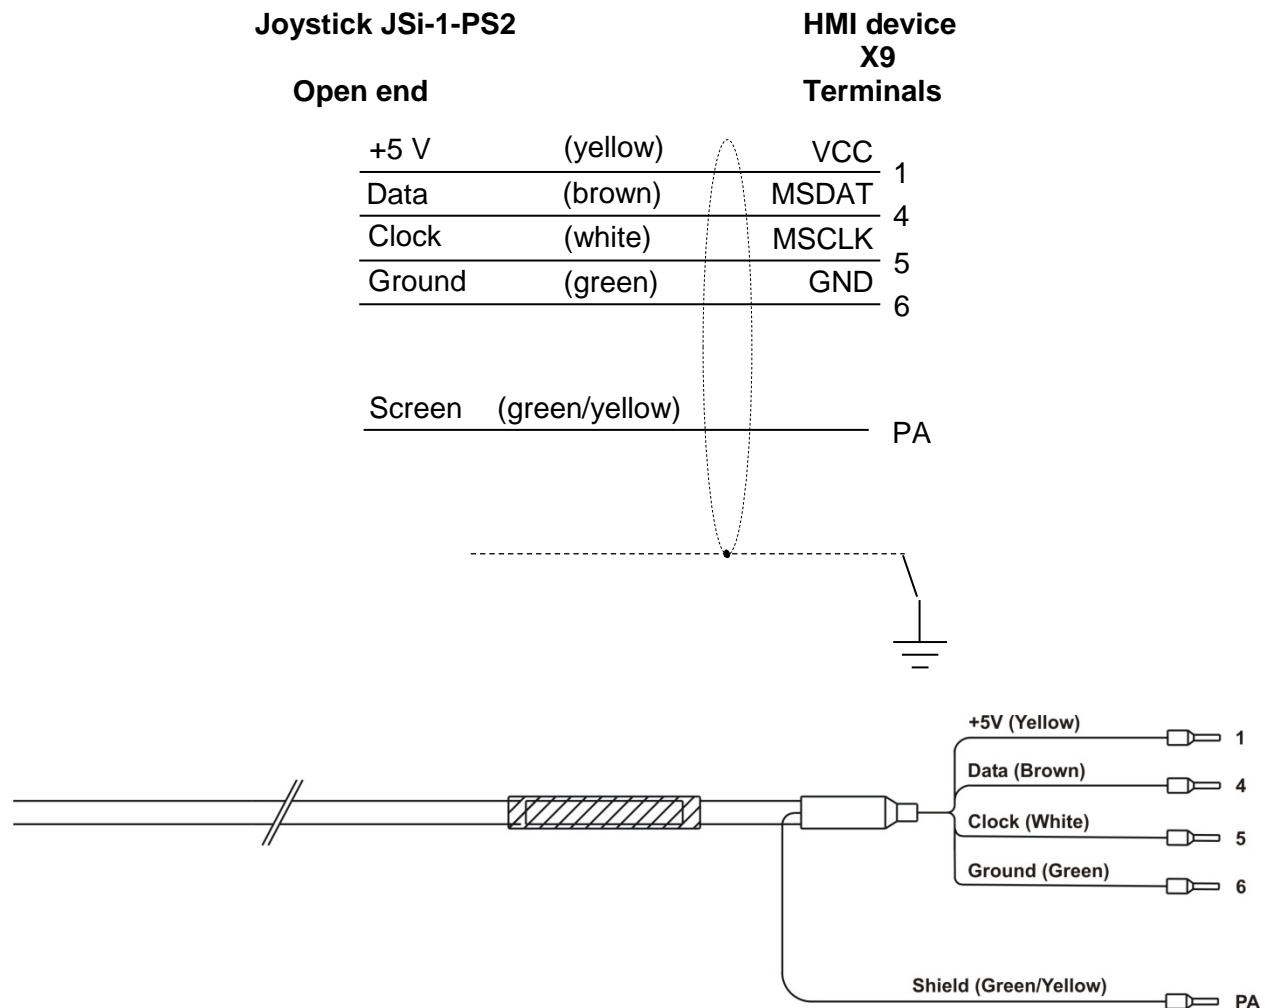 Joystick JSi-1-PS2 HMI device
X9
Open end Terminals
+5 V (yellow) VCC 1
Data (brown) MSDAT 4
Clock (white) MSCLK 5
Ground (green) GND 6
Screen (green/yellow) PA
+5V (Yellow) 1
Data (Brown) 4
Clock (White) 5
Ground (Green) 6
Shield (Green/Yellow) PA